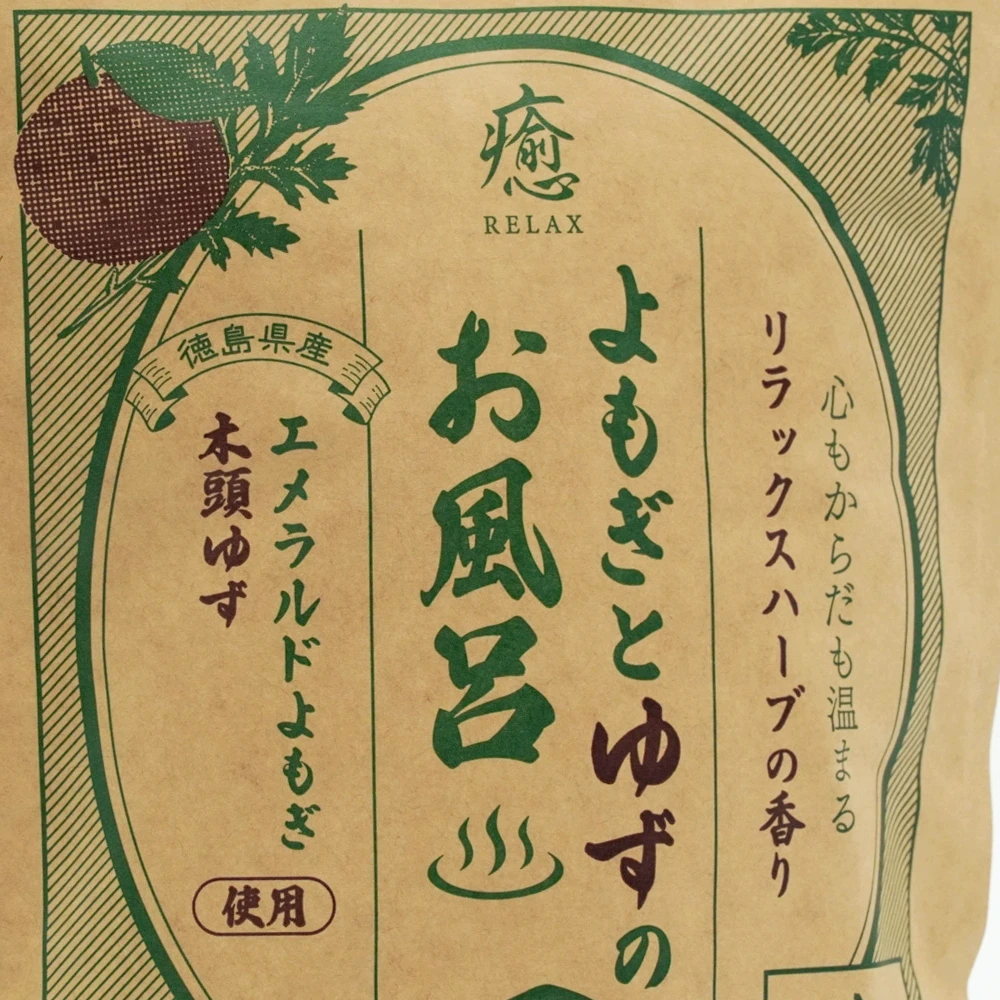 癒
RELAX
心もからだも温まる
リラックスハーブの香り
よもぎとゆずの
お風呂
徳島県産
エメラルドよもぎ
木頭ゆず
使用